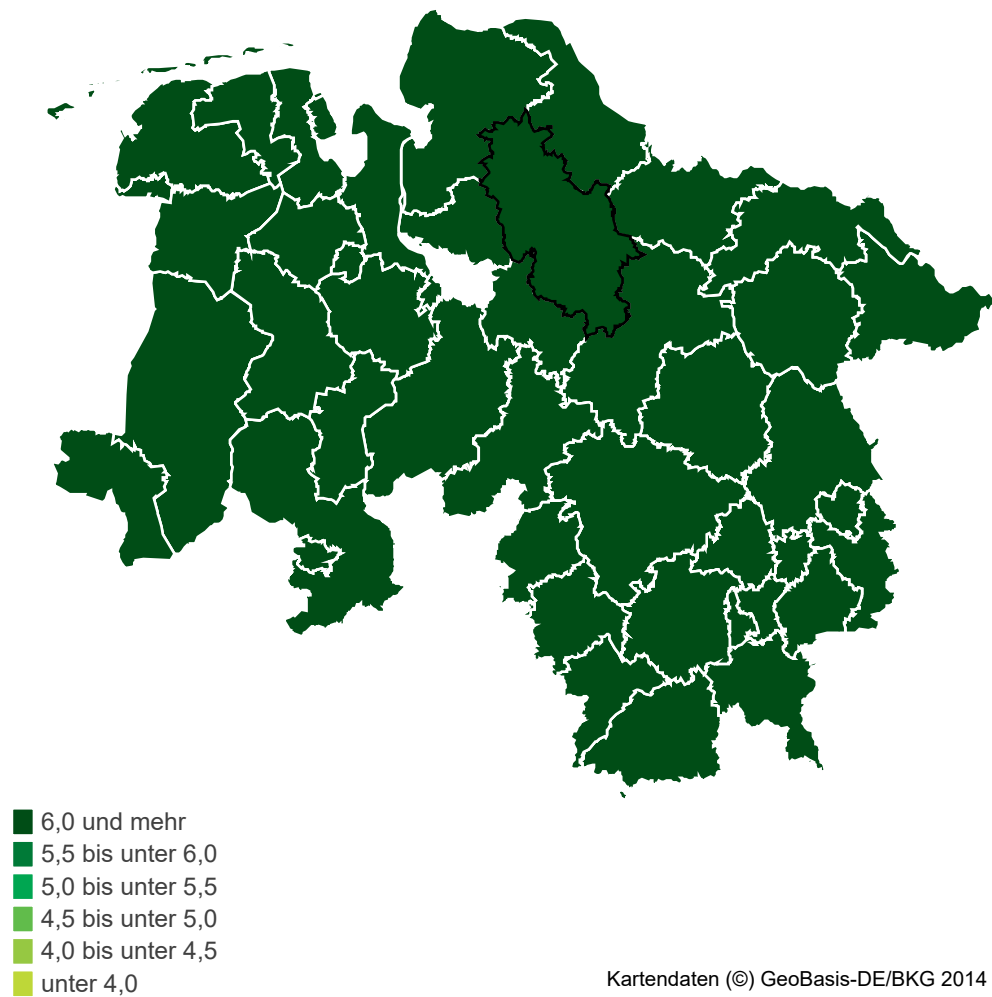 6,0 und mehr
5,5 bis unter 6,0
5,0 bis unter 5,5
4,5 bis unter 5,0
4,0 bis unter 4,5
unter 4,0
Kartendaten (©) GeoBasis-DE/BKG 2014